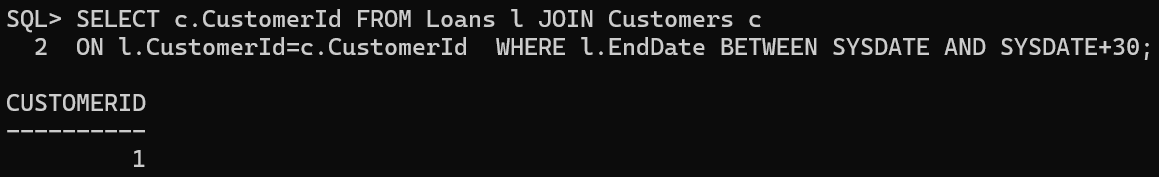 SQL> SELECT c.CustomerId FROM Loans l JOIN Customers c
  2  ON l.CustomerId=c.CustomerId  WHERE l.EndDate BETWEEN SYSDATE AND SYSDATE+30;

CUSTOMERID
----------
         1